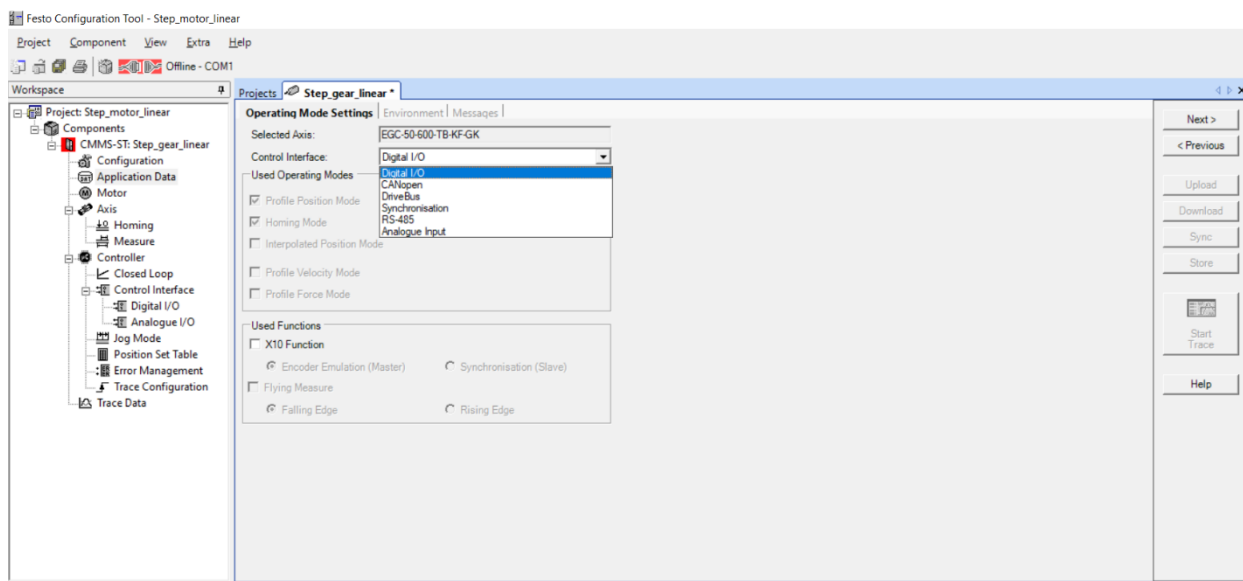 Festo Configuration Tool - Step_motor_linear
Project Component View Extra Help
Offline - COM1
Workspace
Projects Step_gear_linear *
Project: Step_motor_linear
Components
CMMS-ST: Step_gear_linear
Configuration
Application Data
Motor
Axis
Homing
Measure
Controller
Closed Loop
Control Interface
Digital I/O
Analogue I/O
Jog Mode
Position Set Table
Error Management
Trace Configuration
Trace Data
Operating Mode Settings Environment Messages
Selected Axis: EGC-50-600-TB-KF-GK
Control Interface: Digital I/O
Digital I/O
CANopen
DriveBus
Synchronisation
RS-485
Analogue Input
Used Operating Modes
Profile Position Mode
Homing Mode
Interpolated Position Mode
Profile Velocity Mode
Profile Force Mode
Used Functions
X10 Function
Encoder Emulation (Master) Synchronisation (Slave)
Flying Measure
Falling Edge Rising Edge
Next >
< Previous
Upload
Download
Sync
Store
Start
Trace
Help